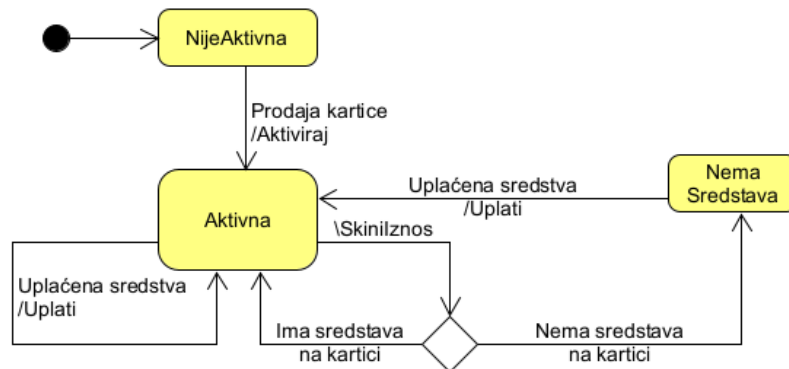 NijeAktivna
Prodaja kartice
/Aktiviraj
Nema
Sredstava
Uplaćena sredstva
/Uplati
Aktivna
\SkiniIznos
Uplaćena sredstva
/Uplati
Ima sredstava
na kartici
Nema sredstava
na kartici